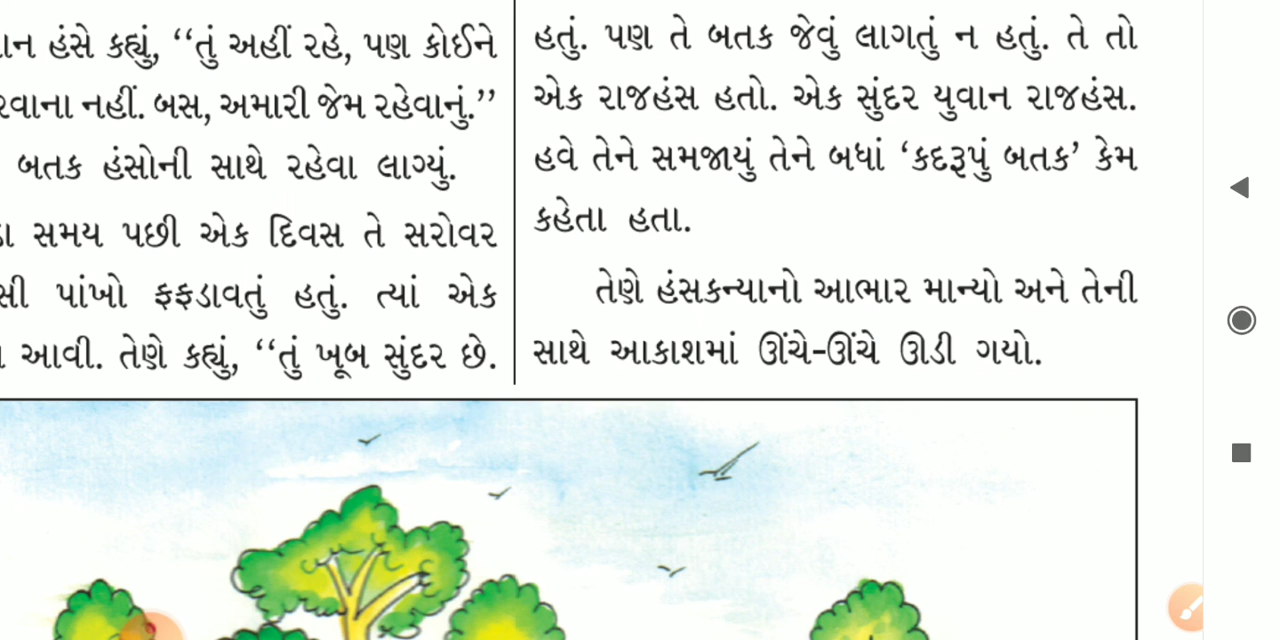 હંસે કહ્યું, “તું અહીં રહે, પણ કોઈને
નહીં. બસ, અમારી જેમ રહેવાનું.”
બતક હંસોની સાથે રહેવા લાગ્યું.
સમય પછી એક દિવસ તે સરોવર
પાંખો ફફડાવતું હતું. ત્યાં એક
આવી. તેણે કહ્યું, “તું ખૂબ સુંદર છે.
હતું. પણ તે બતક જેવું લાગતું ન હતું. તે તો
એક રાજહંસ હતો. એક સુંદર યુવાન રાજહંસ.
હવે તેને સમજાયું તેને બધાં ‘કદરૂપું બતક’ કેમ
કહેતા હતા.
તેણે હંસકન્યાનો આભાર માન્યો અને તેની
સાથે આકાશમાં ઊંચે-ઊંચે ઊડી ગયો.